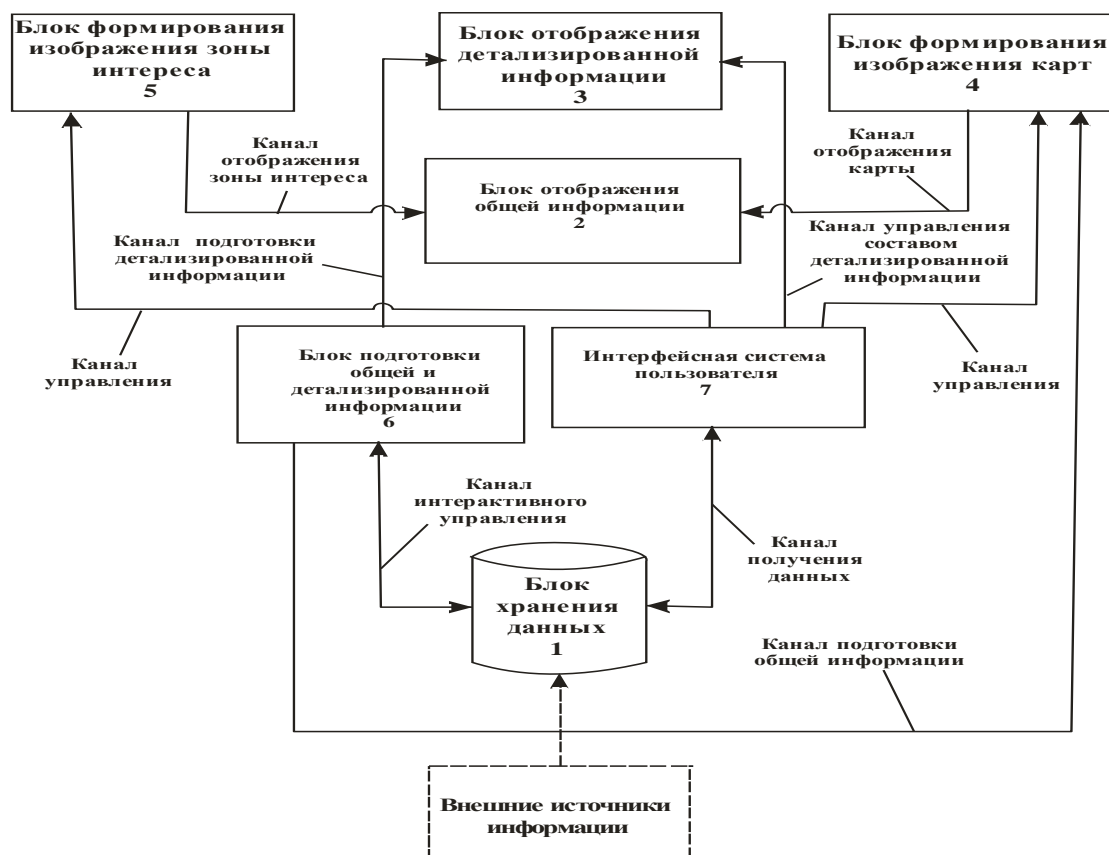 Блок формирования
изображения зоны
интереса
5
Блок отображения
детализированной
информации
3
Блок формирования
изображения карт
4
Канал
отображения
зоны интереса
Канал
отображения
карты
Блок отображения
общей информации
2
Канал подготовки
детализированной
информации
Канал управления
составом
детализированной
информации
Канал
управления
Блок подготовки
общей и
детализированной
информации
6
Интерфейсная система
пользователя
7
Канал
управления
Канал
интерактивного
управления
Канал
получения
данных
Блок
хранения
данных
1
Канал подготовки
общей информации
Внешние источники
информации